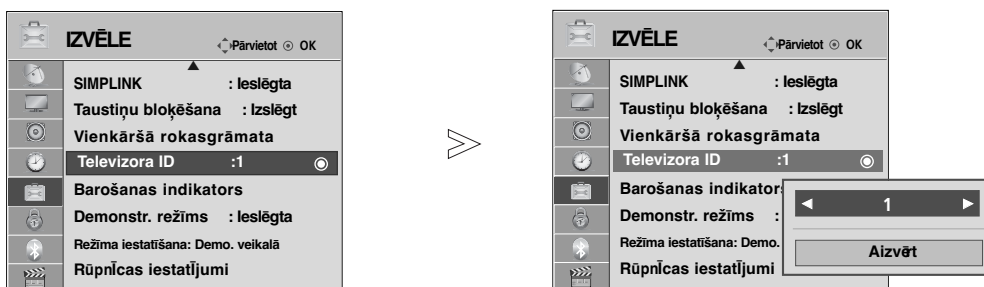 IZVĒLE Pārvietot OK
SIMPLINK : Ieslēgta
Taustiņu bloķēšana : Izslēgt
Vienkāršā rokasgrāmata
Televizora ID :1
Barošanas indikators
Demonstr. režīms : Ieslēgta
Režīma iestatīšana: Demo. veikalā
RūpnĪcas iestatĪjumi
IZVĒLE Pārvietot OK
SIMPLINK : Ieslēgta
Taustiņu bloķēšana : Izslēgt
Vienkāršā rokasgrāmata
Televizora ID :1
Barošanas indikator
Demonstr. režīms :
Režīma iestatīšana: Demo.
RūpnĪcas iestatĪjumi
1
Aizvērt